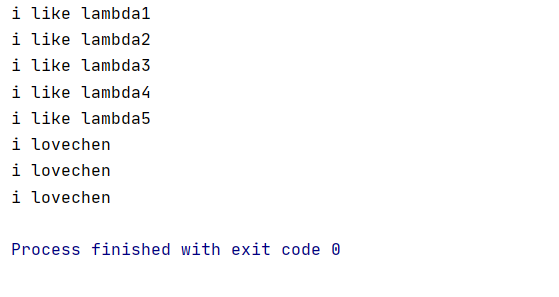 i like lambda1
i like lambda2
i like lambda3
i like lambda4
i like lambda5
i lovechen
i lovechen
i lovechen
Process finished with exit code 0